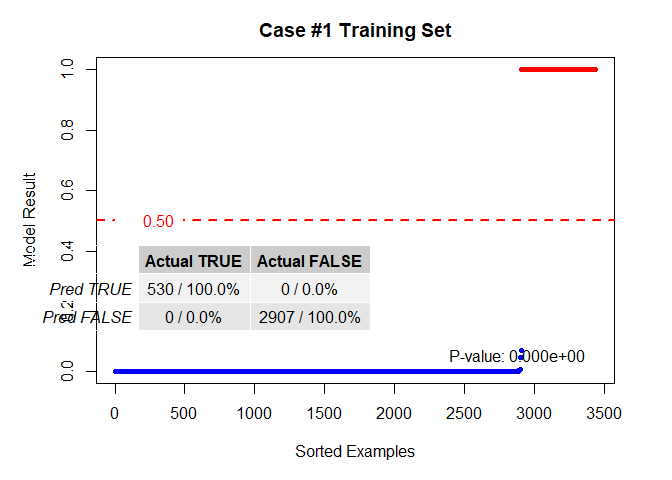 Case #1 Training Set
1.0
0.8
0.6
0.4
0.2
0.0
Model Result
0.50
Actual TRUE Actual FALSE
Pred TRUE 530 / 100.0% 0 / 0.0%
Pred FALSE 0 / 0.0% 2907 / 100.0%
P-value: 0.000e+00
0 500 1000 1500 2000 2500 3000 3500
Sorted Examples